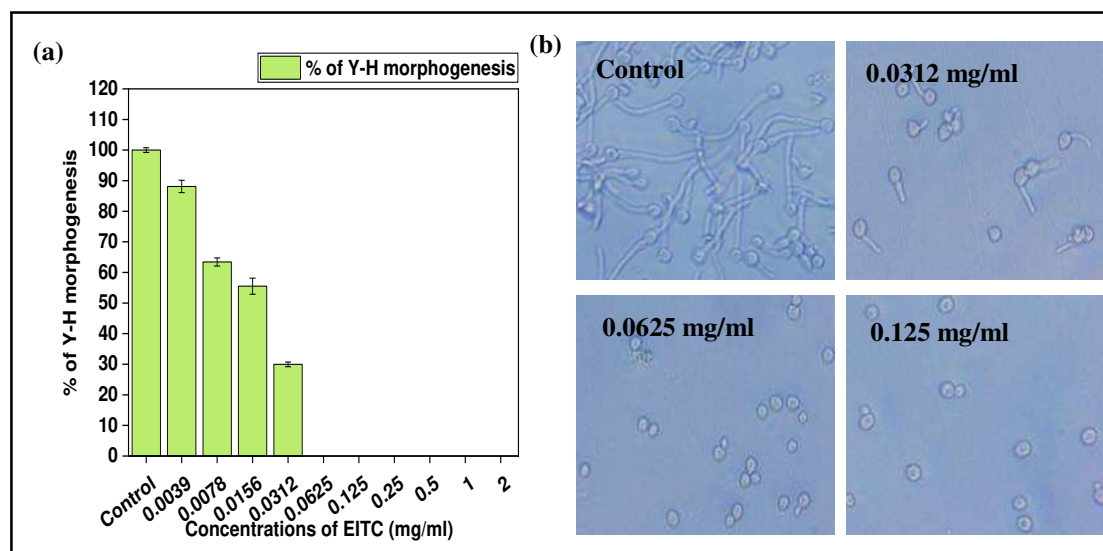 (a)
% of Y-H morphogenesis
120
110
100
90
80
70
60
50
40
30
20
10
0
% of Y-H morphogenesis
Control
0.0039
0.0078
0.0156
0.0312
0.0625
0.125
0.25
0.5
1
2
Concentrations of EITC (mg/ml)
(b)
Control
0.0312 mg/ml
0.0625 mg/ml
0.125 mg/ml